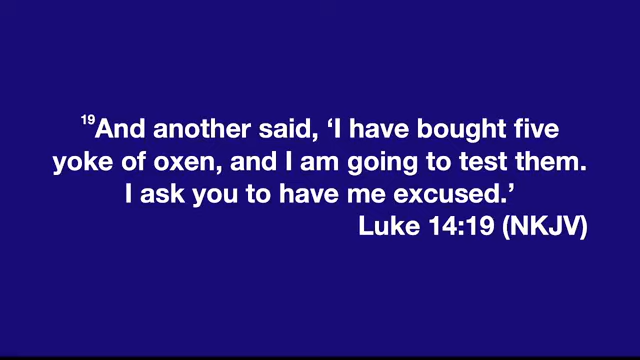 19And another said, ‘I have bought five
yoke of oxen, and I am going to test them.
I ask you to have me excused.’
Luke 14:19 (NKJV)